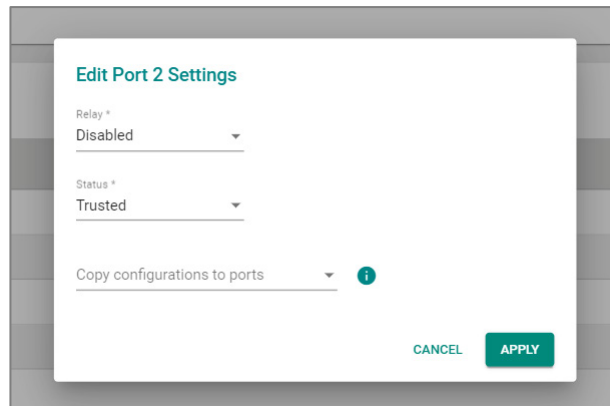 Edit Port 2 Settings
Relay *
Disabled
Status *
Trusted
Copy configurations to ports
CANCEL APPLY